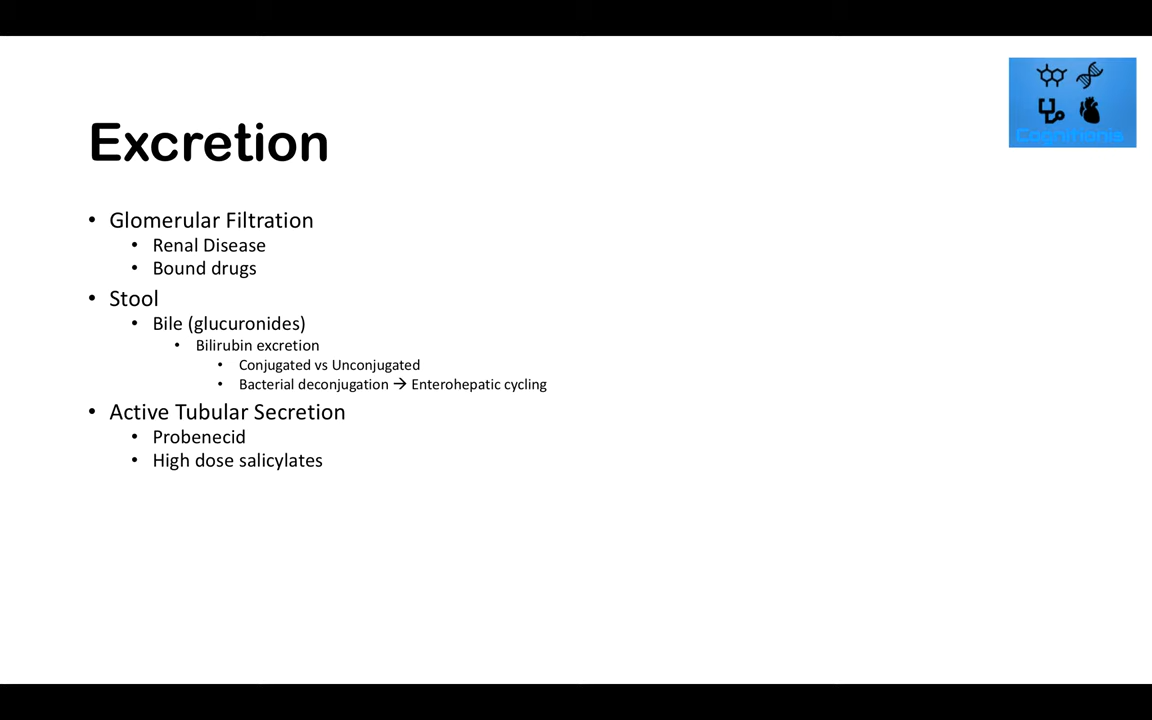 Cognitionis
Excretion
• Glomerular Filtration
• Renal Disease
• Bound drugs
• Stool
• Bile (glucuronides)
• Bilirubin excretion
• Conjugated vs Unconjugated
• Bacterial deconjugation → Enterohepatic cycling
• Active Tubular Secretion
• Probenecid
• High dose salicylates